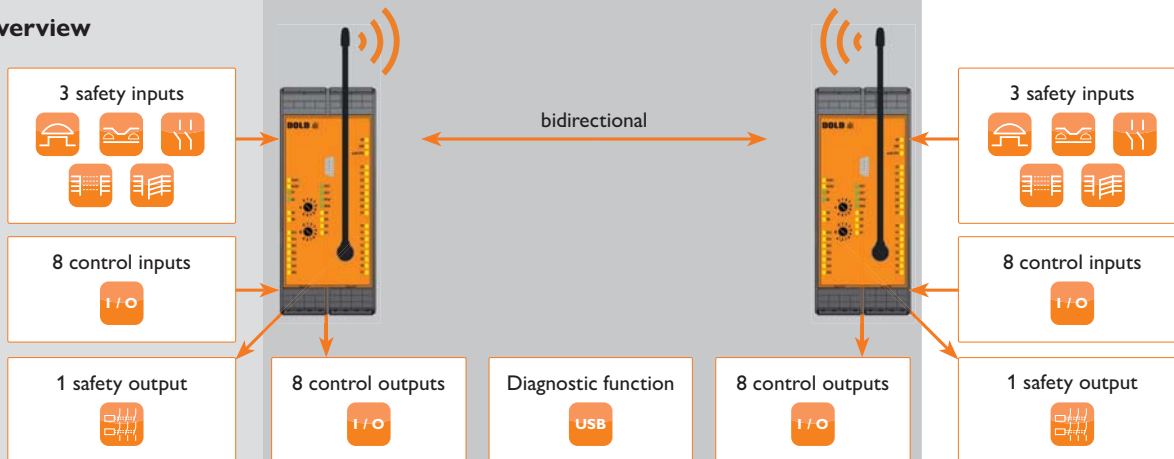 verview
3 safety inputs
8 control inputs
I / O
1 safety output
DOLD
8 control outputs
I / O
bidirectional
Diagnostic function
USB
DOLD
8 control outputs
I / O
3 safety inputs
8 control inputs
I / O
1 safety output